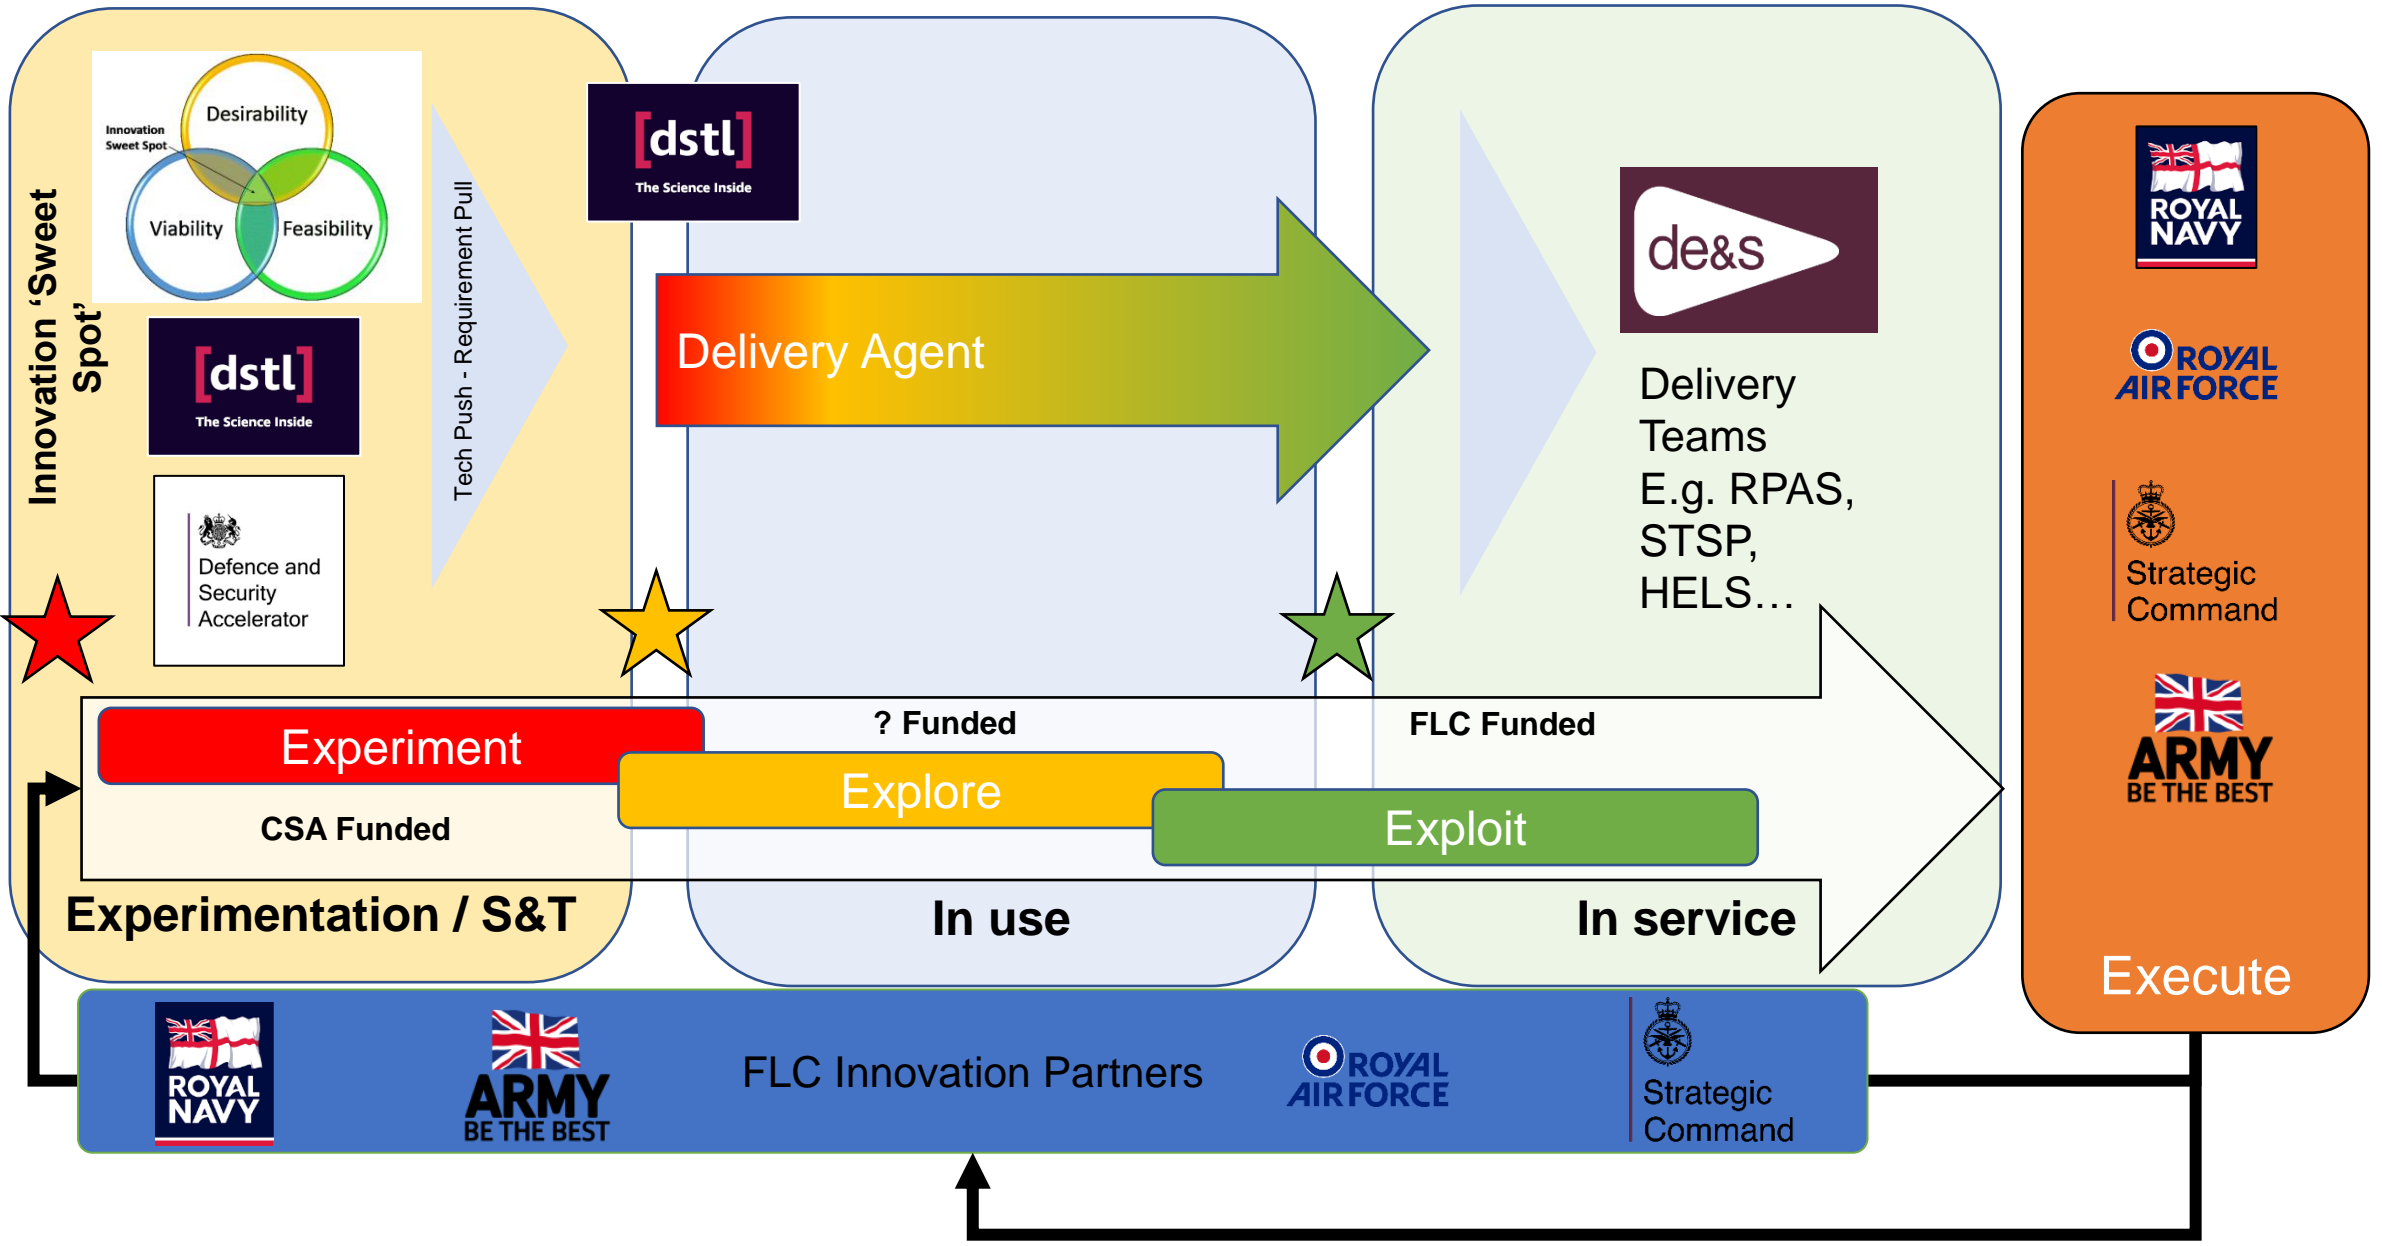 Innovation ‘Sweet
Spot’
Desirability
Innovation
Sweet Spot
Viability
Feasibility
[dstl]
The Science Inside
Defence and
Security
Accelerator
Tech Push - Requirement Pull
[dstl]
The Science Inside
Delivery Agent
de&s
Delivery
Teams
E.g. RPAS,
STSP,
HELS…
ROYAL
NAVY
ROYAL
AIR FORCE
Strategic
Command
ARMY
BE THE BEST
Execute
Experiment
? Funded
FLC Funded
Explore
CSA Funded
Exploit
Experimentation / S&T
In use
In service
ROYAL
NAVY
ARMY
BE THE BEST
FLC Innovation Partners
ROYAL
AIR FORCE
Strategic
Command